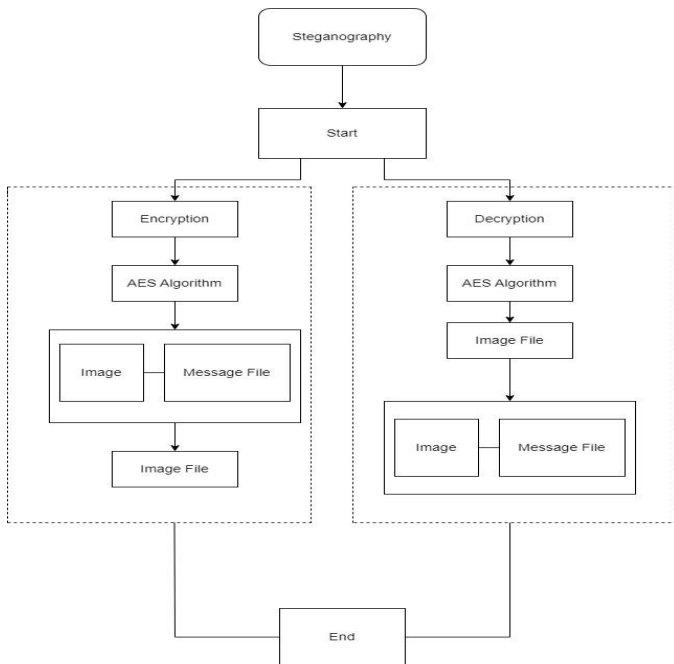 Steganography
Start
Encryption
AES Algorithm
Image
Message File
Image File
Decryption
AES Algorithm
Image File
Image
Message File
End